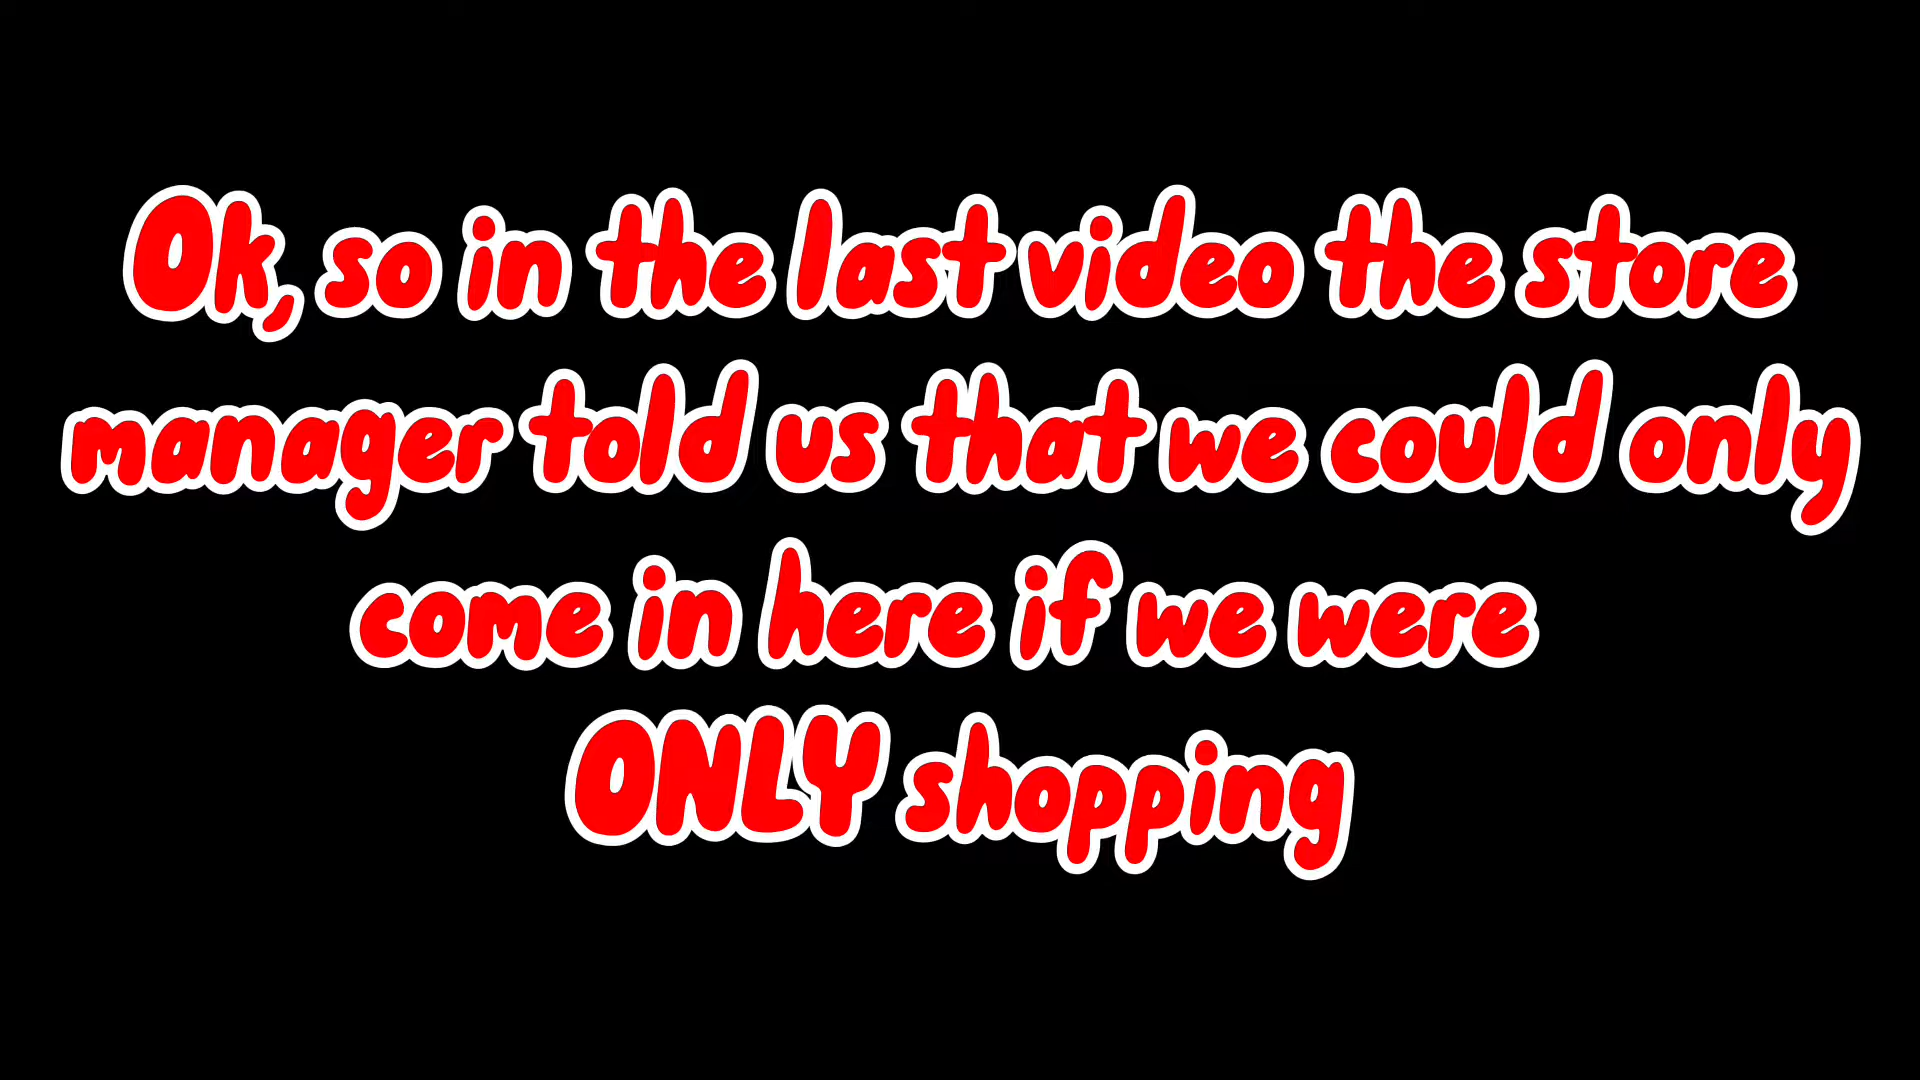 Ok, so in the last video the store
manager told us that we could only
come in here if we were
ONLY shopping